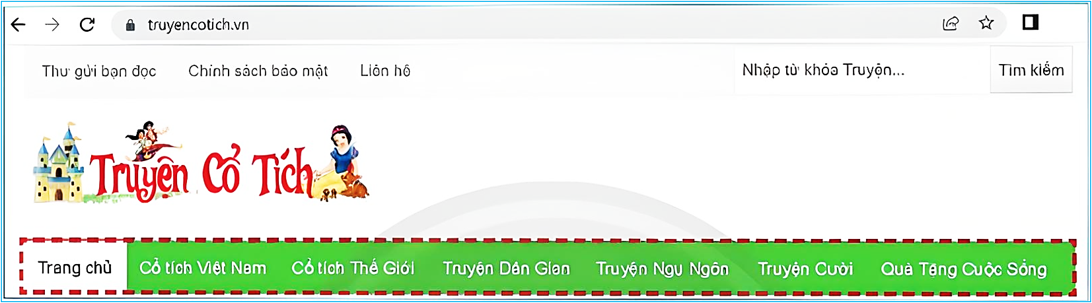 truyencotich.vn
Thư gửi bạn đọc Chính sách bảo mật Liên hệ Nhập từ khóa Truyện... Tìm kiếm
Truyện Cổ Tích
Trang chủ Cổ tích Việt Nam Cổ tích Thế Giới Truyện Dân Gian Truyện Ngụ Ngôn Truyện Cười Quà Tặng Cuộc Sống